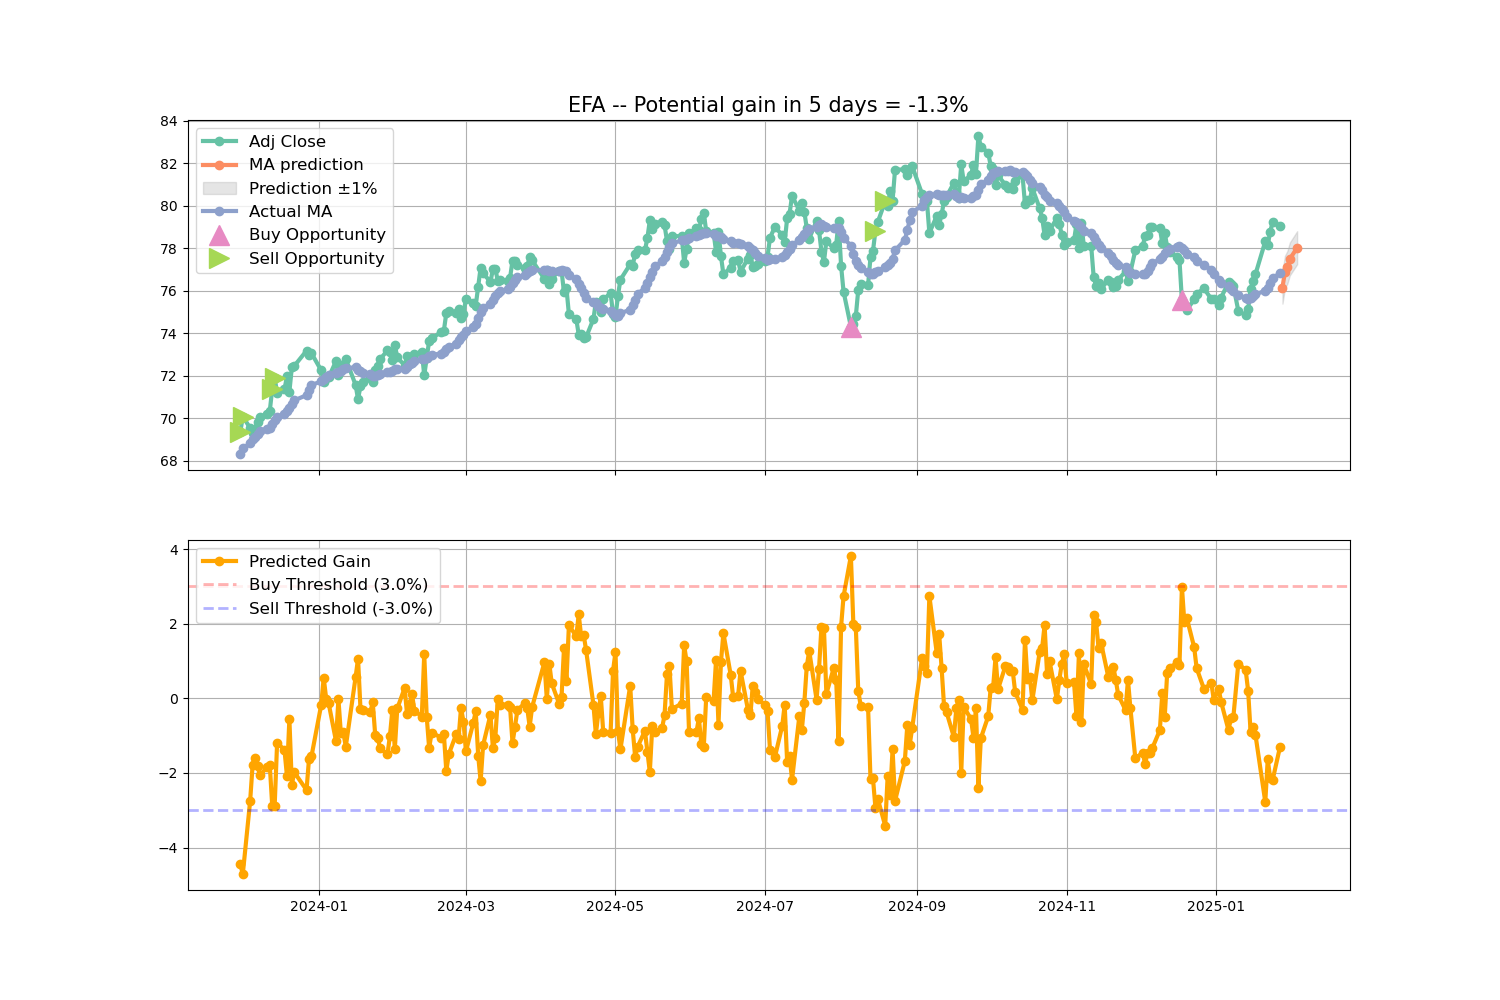 EFA -- Potential gain in 5 days = -1.3%
84
82
80
78
76
74
72
70
68
Adj Close
MA prediction
Prediction ±1%
Actual MA
Buy Opportunity
Sell Opportunity
4
2
0
−2
−4
Predicted Gain
Buy Threshold (3.0%)
Sell Threshold (-3.0%)
2024-01 2024-03 2024-05 2024-07 2024-09 2024-11 2025-01